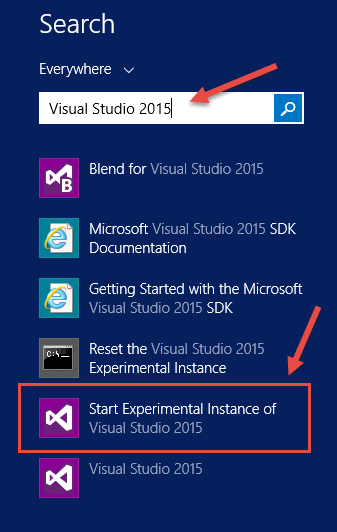 Search
Everywhere
Visual Studio 2015
Blend for Visual Studio 2015
Microsoft Visual Studio 2015 SDK
Documentation
Getting Started with the Microsoft
Visual Studio 2015 SDK
C:\.
Reset the Visual Studio 2015
Experimental Instance
Start Experimental Instance of
Visual Studio 2015
Visual Studio 2015